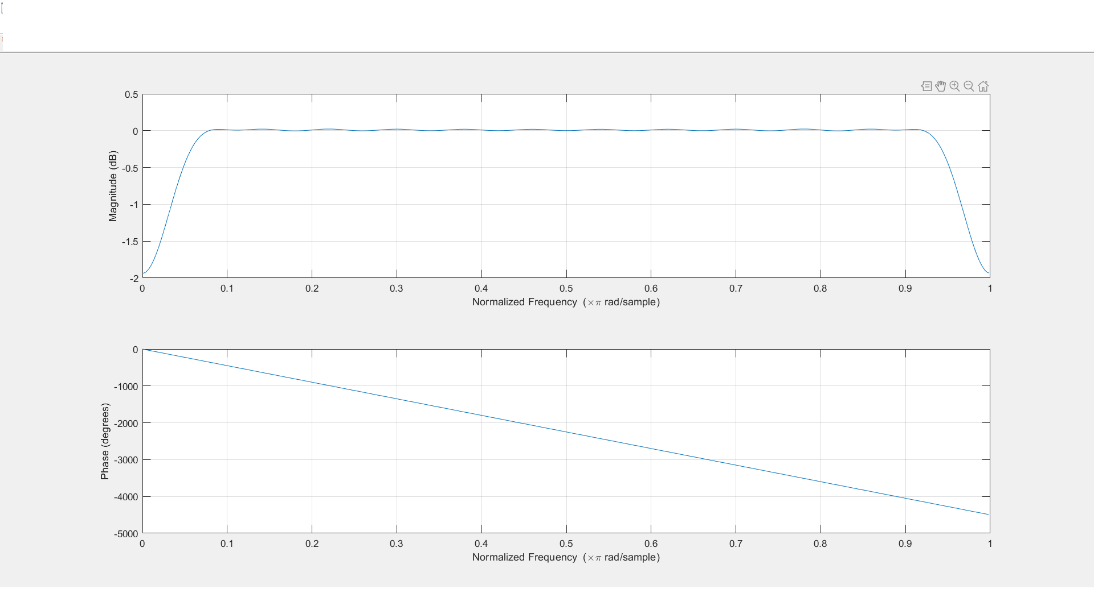 0.5
0
-0.5
-1
-1.5
-2
Magnitude (dB)
0 0.1 0.2 0.3 0.4 0.5 0.6 0.7 0.8 0.9 1
Normalized Frequency (×π rad/sample)
0
-1000
-2000
-3000
-4000
-5000
Phase (degrees)
0 0.1 0.2 0.3 0.4 0.5 0.6 0.7 0.8 0.9 1
Normalized Frequency (×π rad/sample)